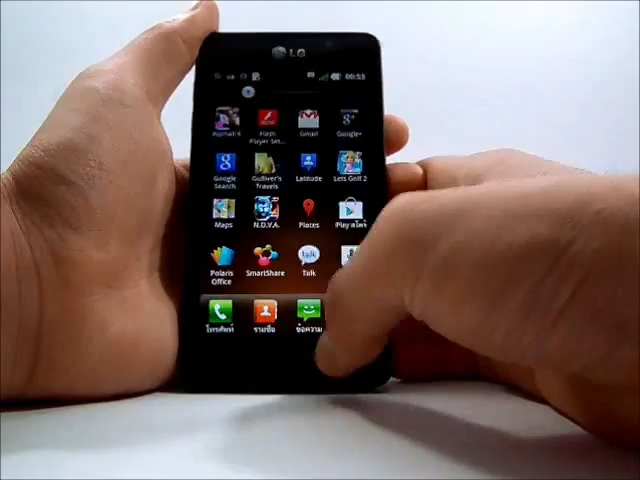 LG
00:53
Asphalt 6
Flash
Player Set...
Gmail
Google+
Google
Search
Gulliver's
Travels
Latitude
Lets Golf 2
Maps
N.O.V.A.
Places
Play สโตร์
Polaris
Office
SmartShare
talk
Talk
โทรศัพท์
รายชื่อ
ข้อความ